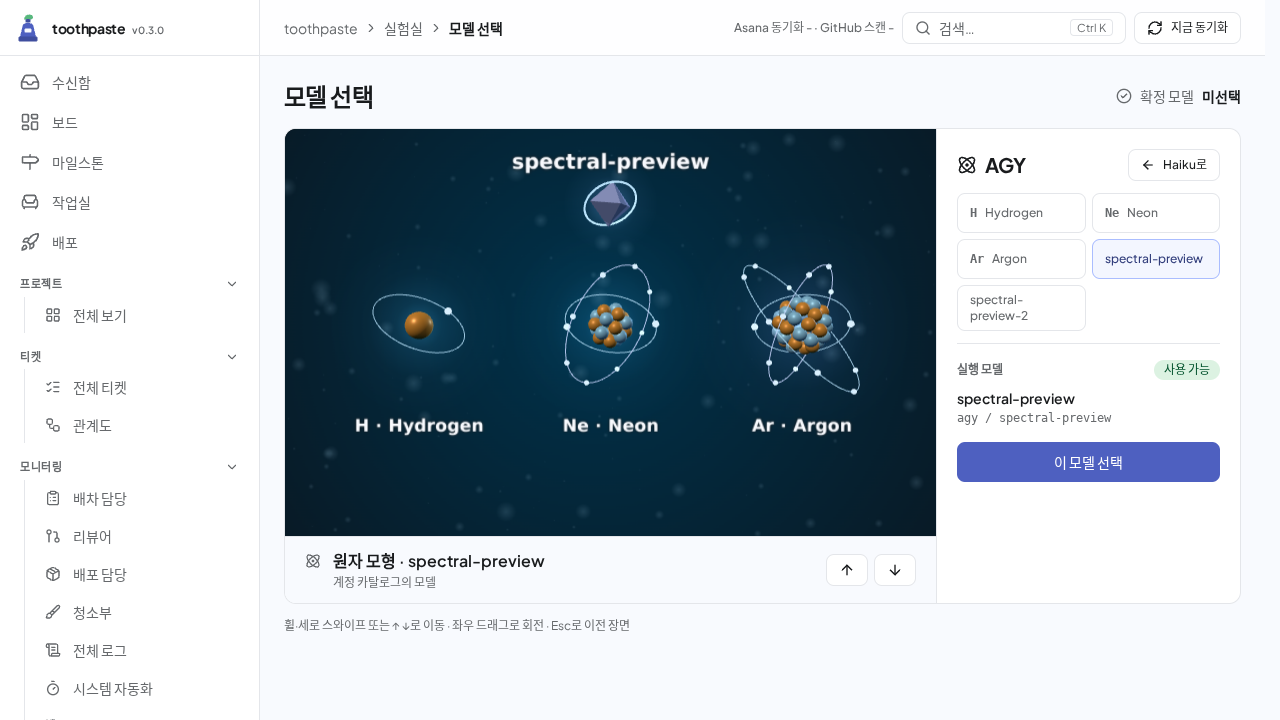 toothpaste v0.3.0
수신함
보드
마일스톤
작업실
배포
프로젝트
전체 보기
티켓
전체 티켓
관계도
모니터링
배차 담당
리뷰어
배포 담당
청소부
전체 로그
시스템 자동화
toothpaste > 실험실 > 모델 선택
Asana 동기화 - · GitHub 스캔 -
검색...
Ctrl K
지금 동기화
모델 선택
확정 모델 미선택
spectral-preview
H · Hydrogen
Ne · Neon
Ar · Argon
원자 모형 · spectral-preview
계정 카탈로그의 모델
AGY
← Haiku로
H Hydrogen
Ne Neon
Ar Argon
spectral-preview
spectral-
preview-2
실행 모델
사용 가능
spectral-preview
agy / spectral-preview
이 모델 선택
휠·세로 스와이프 또는 ↑ ↓로 이동 · 좌우 드래그로 회전 · Esc로 이전 장면